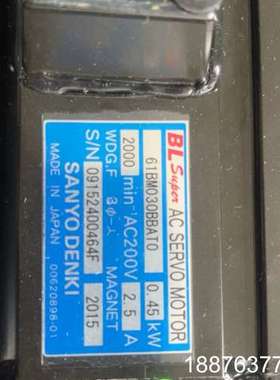 BL Super AC SERVO MOTOR
61BM030BBAT0 0.45 kW
2000 min⁻¹ AC200V 2.5 A
WDG.F 3Φ-人 MAGNET
S/N 09152400464F 2015
SANYO DENKI
MADE IN JAPAN 00620898-01
18876377